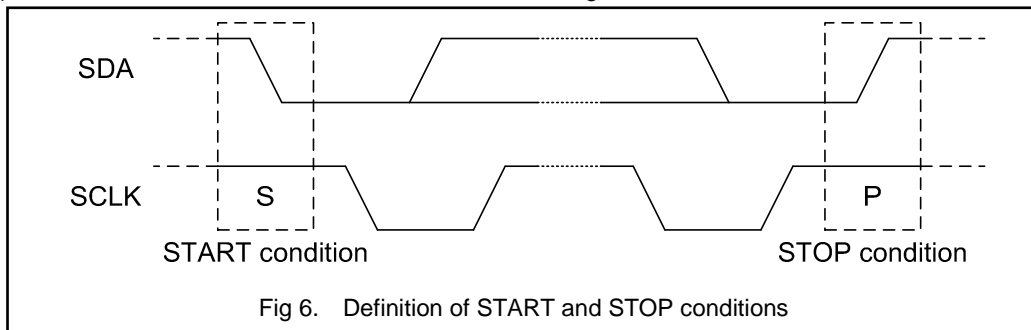 SDA
SCLK
S
P
START condition
STOP condition
Fig 6. Definition of START and STOP conditions